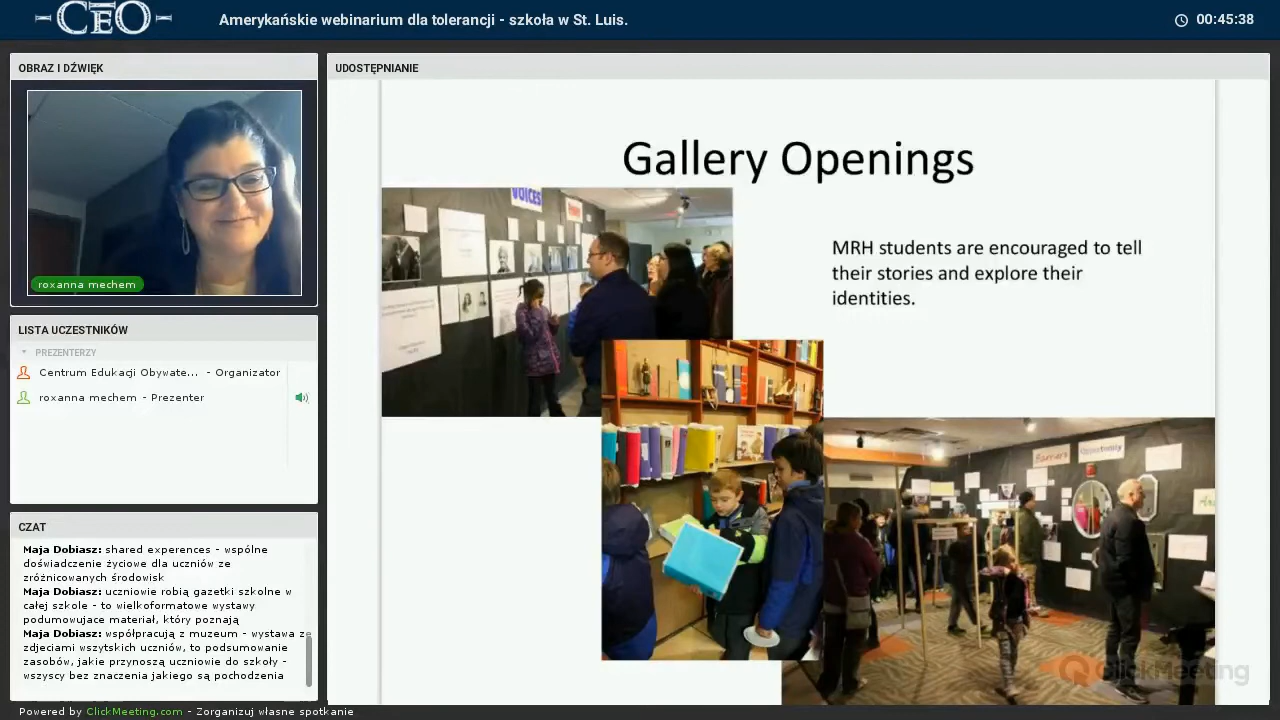 CEO
Amerykańskie webinarium dla tolerancji - szkoła w St. Luis.
00:45:38
OBRAZ I DŹWIĘK
roxanna mechem
LISTA UCZESTNIKÓW
PREZENTERZY
Centrum Edukacji Obywate... - Organizator
roxanna mechem - Prezenter
CZAT
Maja Dobiasz: shared experences - wspólne
doświadczenie życiowe dla uczniów ze
zróżnicowanych środowisk
Maja Dobiasz: uczniowie robią gazetki szkolne w
całej szkole - to wielkoformatowe wystawy
podumowujace materiał, który poznają
Maja Dobiasz: współpracują z muzeum - wystawa ze
zdjeciami wszytskich uczniów, to podsumowanie
zasobów, jakie przynoszą uczniowie do szkoły -
wszyscy bez znaczenia jakiego są pochodzenia
Powered by ClickMeeting.com - Zorganizuj własne spotkanie
UDOSTĘPNIANIE
Gallery Openings
MRH students are encouraged to tell
their stories and explore their
identities.
VOICES
Barriers
Opportunity
ClickMeeting